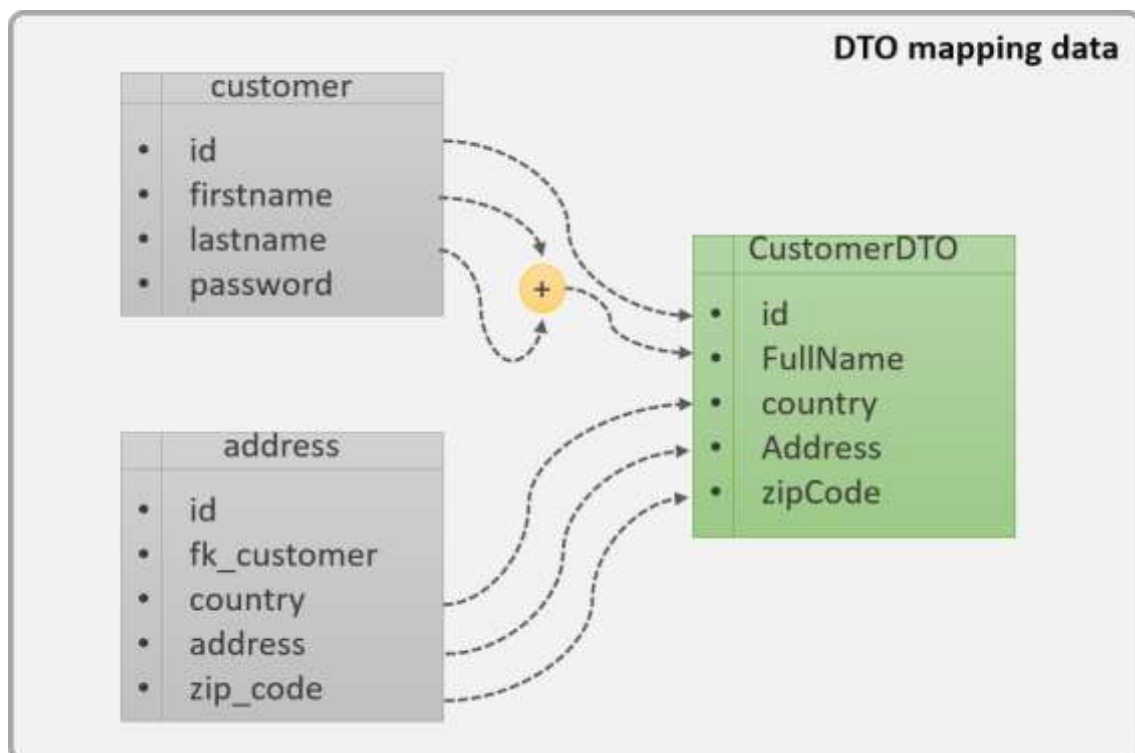 DTO mapping data
customer
• id
• firstname
• lastname
• password
+
CustomerDTO
• id
• FullName
• country
• Address
• zipCode
address
• id
• fk_customer
• country
• address
• zip_code